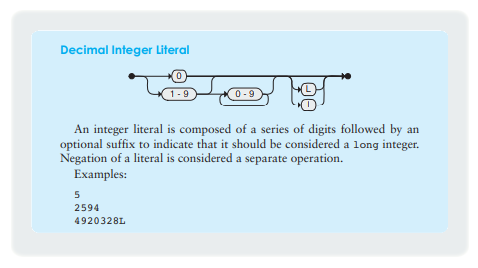 Decimal Integer Literal
0
1 - 9
0 - 9
L
l
An integer literal is composed of a series of digits followed by an
optional suffix to indicate that it should be considered a long integer.
Negation of a literal is considered a separate operation.
Examples:
5
2594
4920328L